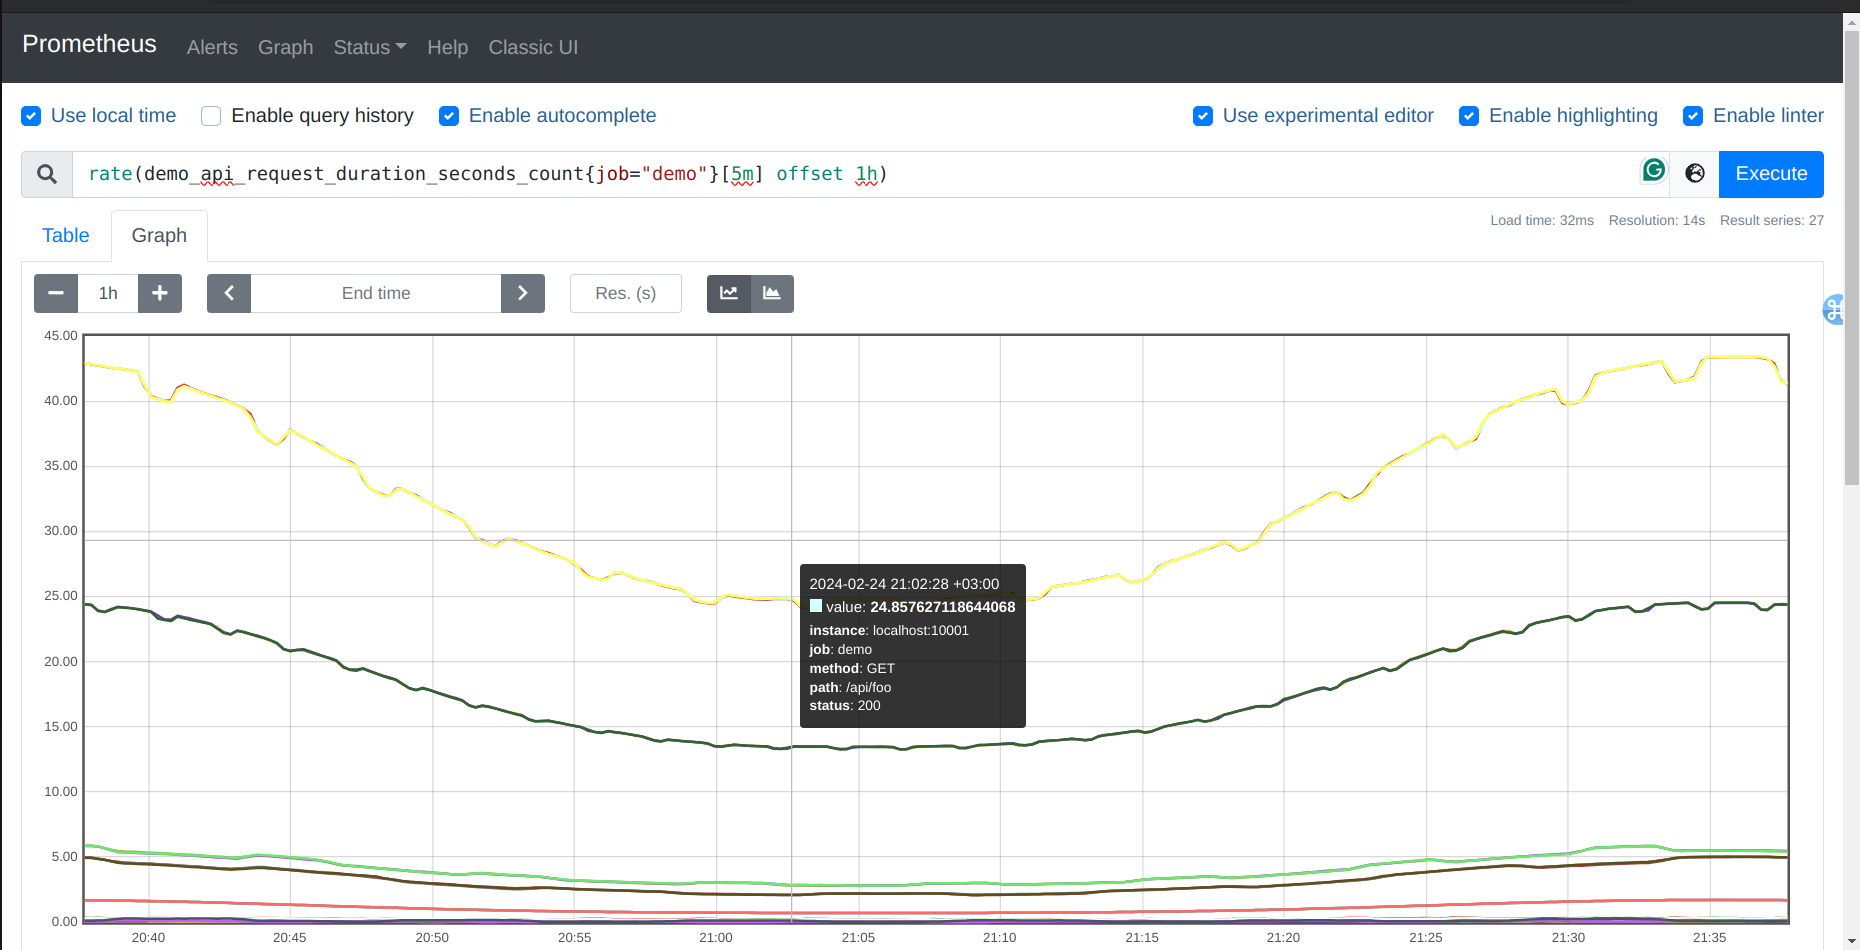 Prometheus Alerts Graph Status Help Classic UI
Use local time Enable query history Enable autocomplete Use experimental editor Enable highlighting Enable linter
rate(demo_api_request_duration_seconds_count{job="demo"}[5m] offset 1h) Execute
Load time: 32ms Resolution: 14s Result series: 27
Table Graph
1h End time Res. (s)
45.00
40.00
35.00
30.00
25.00
20.00
15.00
10.00
5.00
0.00
2024-02-24 21:02:28 +03:00
value: 24.857627118644068
instance: localhost:10001
job: demo
method: GET
path: /api/foo
status: 200
20:40 20:45 20:50 20:55 21:00 21:05 21:10 21:15 21:20 21:25 21:30 21:35